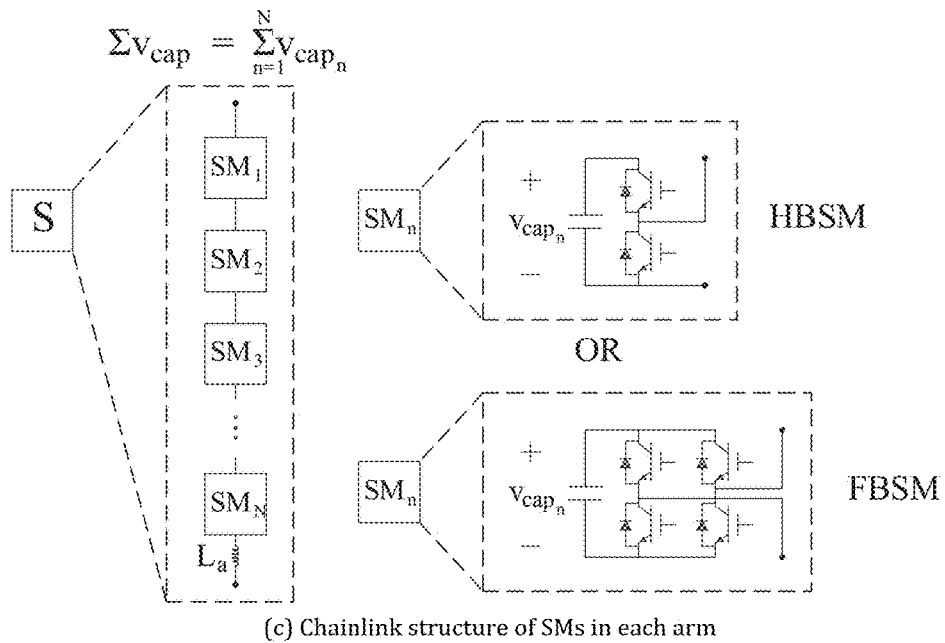 Σv_cap = Σ_{n=1}^{N} v_cap_n
S
SM_1
SM_2
SM_3
SM_N
L_a
SM_n
+
v_cap_n
−
HBSM
OR
SM_n
+
v_cap_n
−
FBSM
(c) Chainlink structure of SMs in each arm